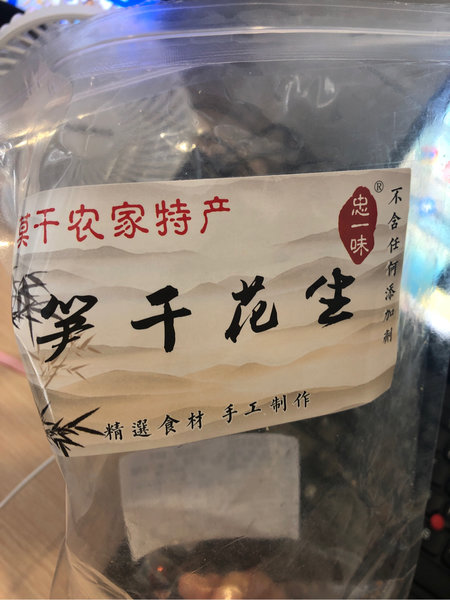 莫干农家特产
忠一味®
不含任何添加剂
笋干花生
精選食材 手工制作